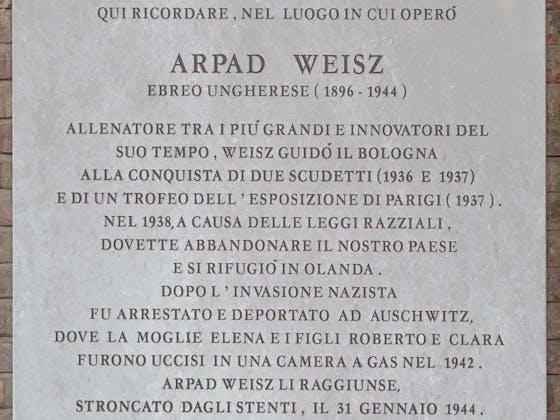 QUI RICORDARE, NEL LUOGO IN CUI OPERÓ
ARPAD WEISZ
EBREO UNGHERESE (1896 - 1944)
ALLENATORE TRA I PIÚ GRANDI E INNOVATORI DEL
SUO TEMPO, WEISZ GUIDÓ IL BOLOGNA
ALLA CONQUISTA DI DUE SCUDETTI (1936 E 1937)
E DI UN TROFEO DELL'ESPOSIZIONE DI PARIGI (1937).
NEL 1938, A CAUSA DELLE LEGGI RAZZIALI,
DOVETTE ABBANDONARE IL NOSTRO PAESE
E SI RIFUGIÓ IN OLANDA.
DOPO L'INVASIONE NAZISTA
FU ARRESTATO E DEPORTATO AD AUSCHWITZ,
DOVE LA MOGLIE ELENA E I FIGLI ROBERTO E CLARA
FURONO UCCISI IN UNA CAMERA A GAS NEL 1942.
ARPAD WEISZ LI RAGGIUNSE,
STRONCATO DAGLI STENTI, IL 31 GENNAIO 1944.